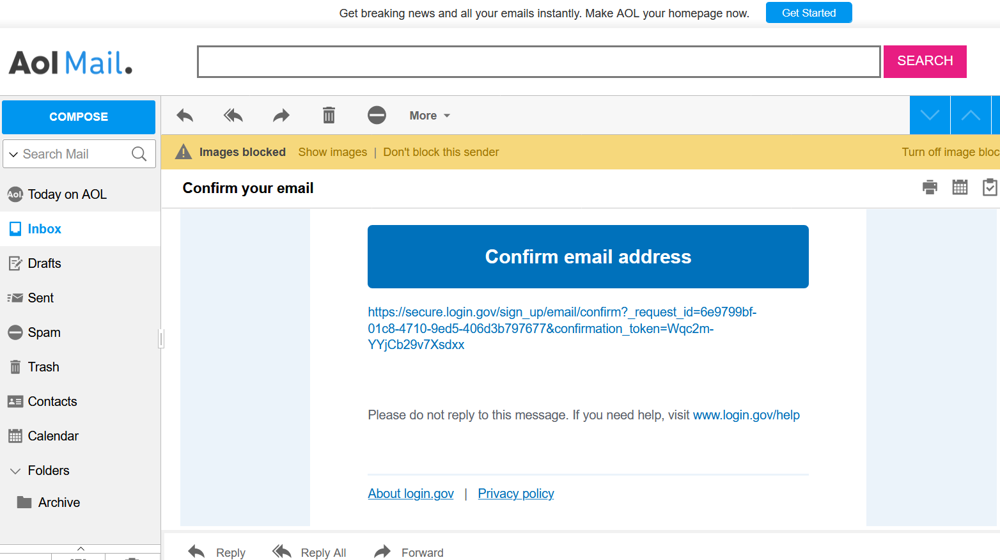 Get breaking news and all your emails instantly. Make AOL your homepage now.
Get Started
Aol Mail.
SEARCH
COMPOSE
More
Search Mail
Images blocked Show images | Don't block this sender
Turn off image bloc
Aol. Today on AOL
Confirm your email
Inbox
Drafts
Sent
Spam
Trash
Contacts
Calendar
Folders
Archive
Confirm email address
https://secure.login.gov/sign_up/email/confirm?_request_id=6e9799bf-
01c8-4710-9ed5-406d3b797677&confirmation_token=Wqc2m-
YYjCb29v7Xsdxx
Please do not reply to this message. If you need help, visit www.login.gov/help
About login.gov | Privacy policy
Reply Reply All Forward